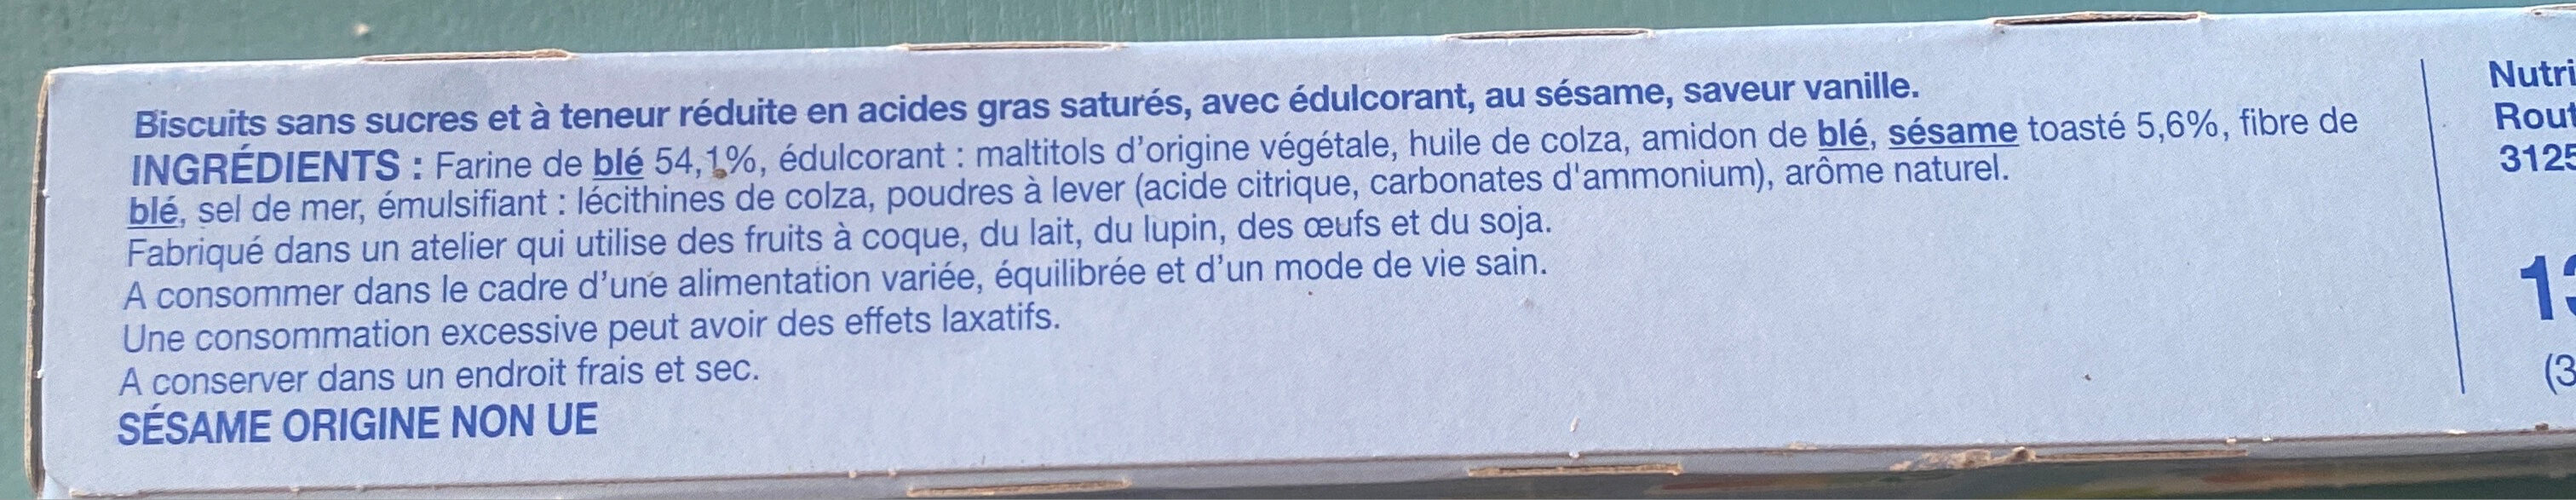 Biscuits sans sucres et à teneur réduite en acides gras saturés, avec édulcorant, au sésame, saveur vanille.
INGRÉDIENTS : Farine de blé 54,1%, édulcorant : maltitols d'origine végétale, huile de colza, amidon de blé, sésame toasté 5,6%, fibre de
blé, sel de mer, émulsifiant : lécithines de colza, poudres à lever (acide citrique, carbonates d'ammonium), arôme naturel.
Fabriqué dans un atelier qui utilise des fruits à coque, du lait, du lupin, des œufs et du soja.
A consommer dans le cadre d'une alimentation variée, équilibrée et d'un mode de vie sain.
Une consommation excessive peut avoir des effets laxatifs.
A conserver dans un endroit frais et sec.
SÉSAME ORIGINE NON UE
Nutri
Rout
3125
(3